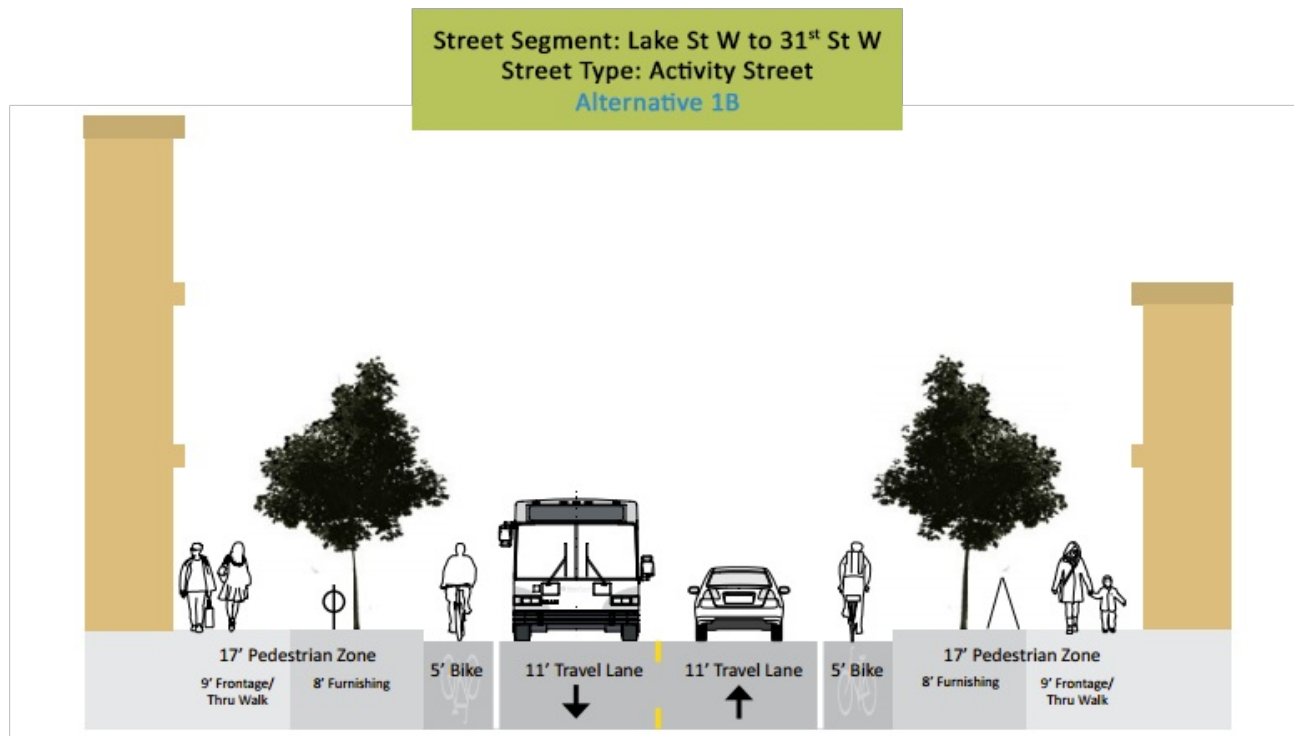 Street Segment: Lake St W to 31st St W
Street Type: Activity Street
Alternative 1B
17' Pedestrian Zone
9' Frontage/
Thru Walk
8' Furnishing
5' Bike
11' Travel Lane
11' Travel Lane
5' Bike
17' Pedestrian Zone
8' Furnishing
9' Frontage/
Thru Walk